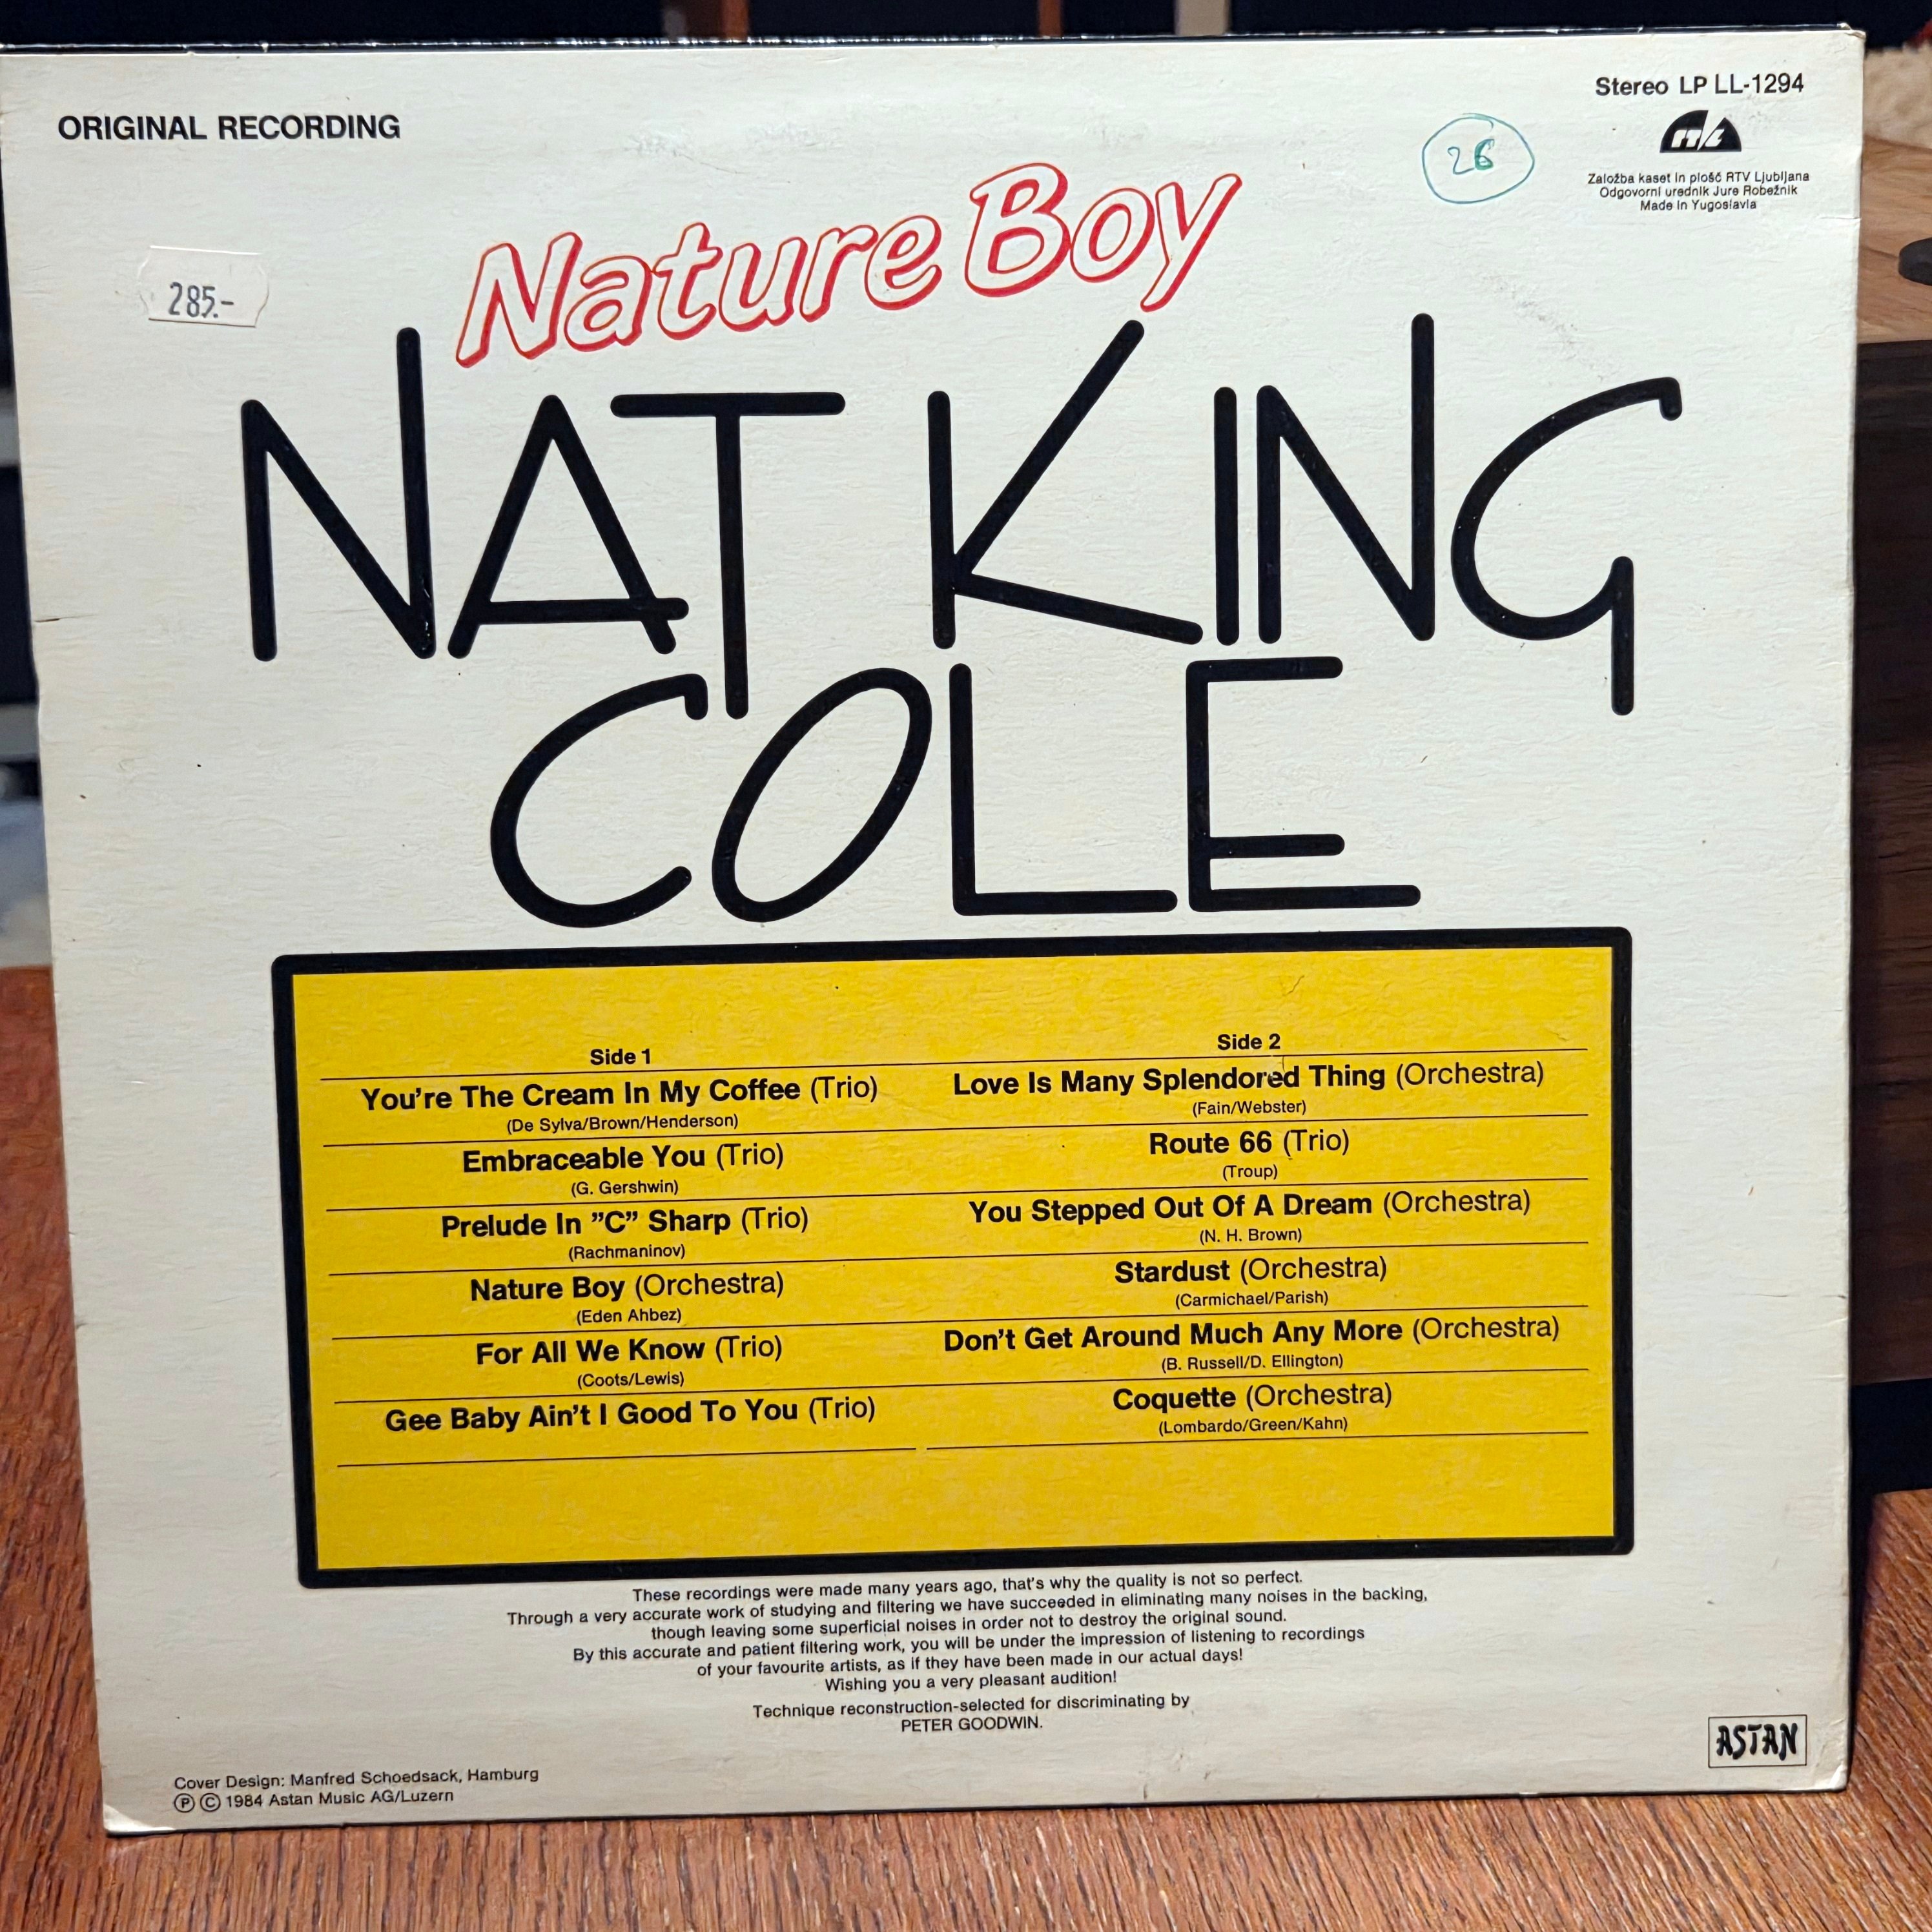 ORIGINAL RECORDING
Stereo LP LL-1294
26
RTVL
Založba kaset in plošč RTV Ljubljana
Odgovorni urednik Jure Robežnik
Made in Yugoslavia
285.-
Nature Boy
NAT KING
COLE
Side 1
You're The Cream In My Coffee (Trio)
(De Sylva/Brown/Henderson)
Embraceable You (Trio)
(G. Gershwin)
Prelude In "C" Sharp (Trio)
(Rachmaninov)
Nature Boy (Orchestra)
(Eden Ahbez)
For All We Know (Trio)
(Coots/Lewis)
Gee Baby Ain't I Good To You (Trio)
Side 2
Love Is Many Splendored Thing (Orchestra)
(Fain/Webster)
Route 66 (Trio)
(Troup)
You Stepped Out Of A Dream (Orchestra)
(N. H. Brown)
Stardust (Orchestra)
(Carmichael/Parish)
Don't Get Around Much Any More (Orchestra)
(B. Russell/D. Ellington)
Coquette (Orchestra)
(Lombardo/Green/Kahn)
These recordings were made many years ago, that's why the quality is not so perfect.
Through a very accurate work of studying and filtering we have succeeded in eliminating many noises in the backing,
though leaving some superficial noises in order not to destroy the original sound.
By this accurate and patient filtering work, you will be under the impression of listening to recordings
of your favourite artists, as if they have been made in our actual days!
Wishing you a very pleasant audition!
Technique reconstruction-selected for discriminating by
PETER GOODWIN.
Cover Design: Manfred Schoedsack, Hamburg
Ⓟ Ⓒ 1984 Astan Music AG/Luzern
ASTAN